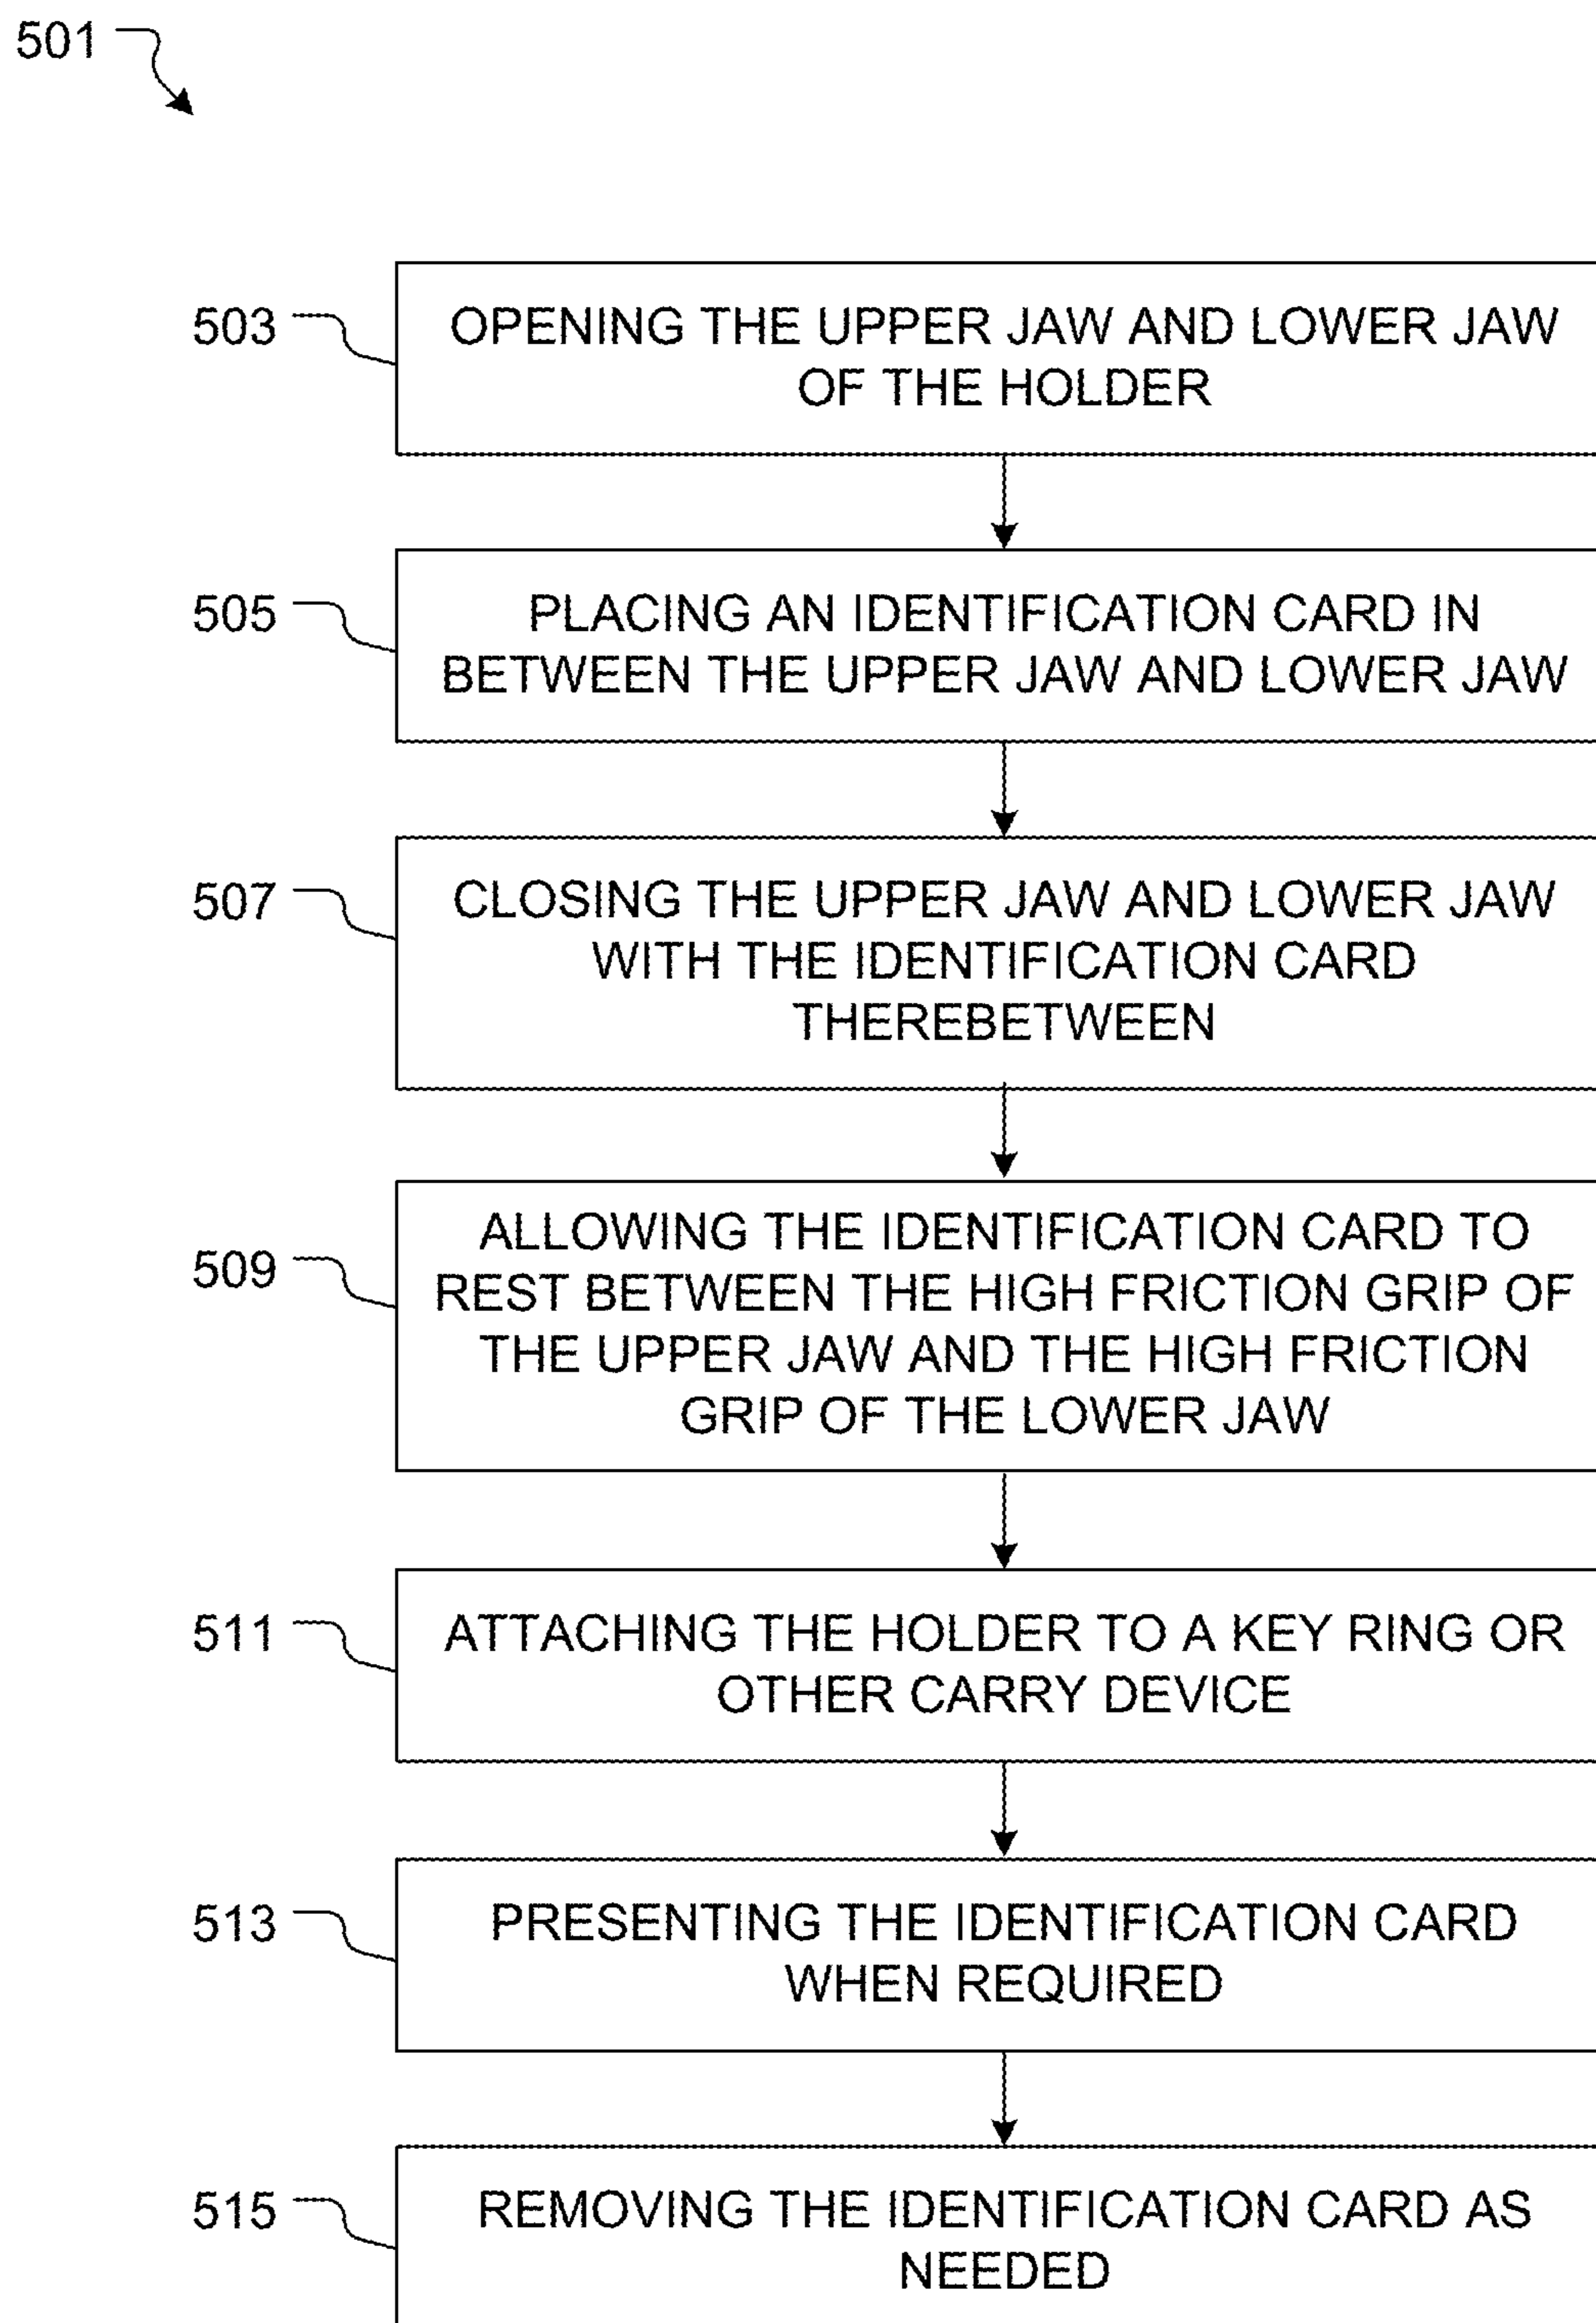 501
503
OPENING THE UPPER JAW AND LOWER JAW
OF THE HOLDER
505
PLACING AN IDENTIFICATION CARD IN
BETWEEN THE UPPER JAW AND LOWER JAW
507
CLOSING THE UPPER JAW AND LOWER JAW
WITH THE IDENTIFICATION CARD
THEREBETWEEN
509
ALLOWING THE IDENTIFICATION CARD TO
REST BETWEEN THE HIGH FRICTION GRIP OF
THE UPPER JAW AND THE HIGH FRICTION
GRIP OF THE LOWER JAW
511
ATTACHING THE HOLDER TO A KEY RING OR
OTHER CARRY DEVICE
513
PRESENTING THE IDENTIFICATION CARD
WHEN REQUIRED
515
REMOVING THE IDENTIFICATION CARD AS
NEEDED